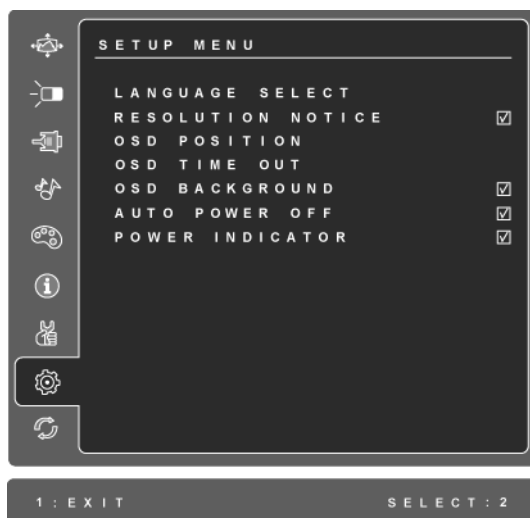 SETUP MENU
LANGUAGE SELECT
RESOLUTION NOTICE ☑
OSD POSITION
OSD TIME OUT
OSD BACKGROUND ☑
AUTO POWER OFF ☑
POWER INDICATOR ☑
1:EXIT SELECT:2